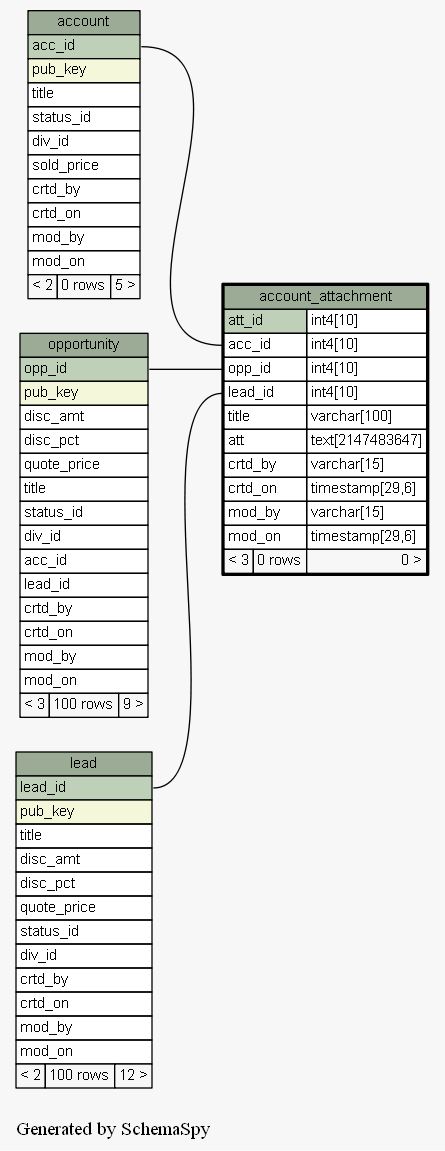 account
acc_id
pub_key
title
status_id
div_id
sold_price
crtd_by
crtd_on
mod_by
mod_on
< 2 0 rows 5 >
account_attachment
att_id int4[10]
acc_id int4[10]
opp_id int4[10]
lead_id int4[10]
title varchar[100]
att text[2147483647]
crtd_by varchar[15]
crtd_on timestamp[29,6]
mod_by varchar[15]
mod_on timestamp[29,6]
< 3 0 rows 0 >
opportunity
opp_id
pub_key
disc_amt
disc_pct
quote_price
title
status_id
div_id
acc_id
lead_id
crtd_by
crtd_on
mod_by
mod_on
< 3 100 rows 9 >
lead
lead_id
pub_key
title
disc_amt
disc_pct
quote_price
status_id
div_id
crtd_by
crtd_on
mod_by
mod_on
< 2 100 rows 12 >
Generated by SchemaSpy